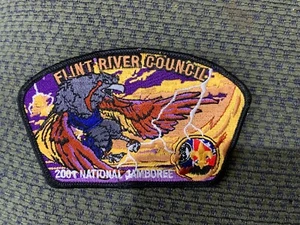 FLINT RIVER COUNCIL
2001 NATIONAL JAMBOREE